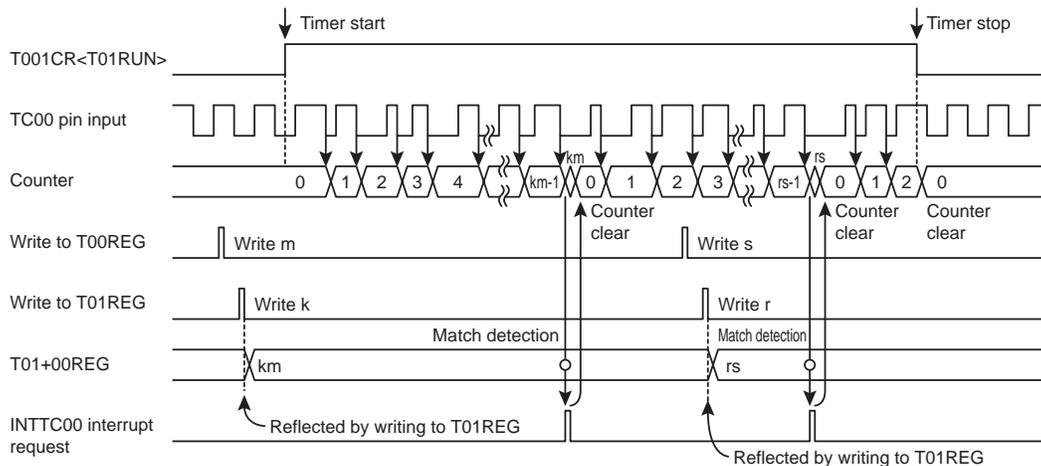 Timer start
Timer stop
T001CR<T01RUN>
TC00 pin input
Counter
0 1 2 3 4 km-1 km 0 1 2 3 rs-1 rs 0 1 2 0
Counter clear
Counter clear
Counter clear
Write to T00REG
Write m
Write s
Write to T01REG
Write k
Write r
Match detection
Match detection
T01+00REG
km
rs
Reflected by writing to T01REG
INTTC00 interrupt
request
Reflected by writing to T01REG